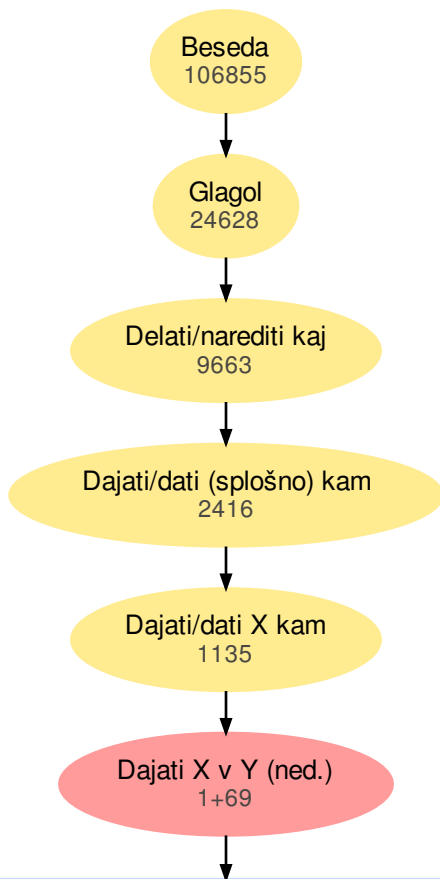 Beseda
106855
Glagol
24628
Delati/narediti kaj
9663
Dajati/dati (splošno) kam
2416
Dajati/dati X kam
1135
Dajati X v Y (ned.)
1+69